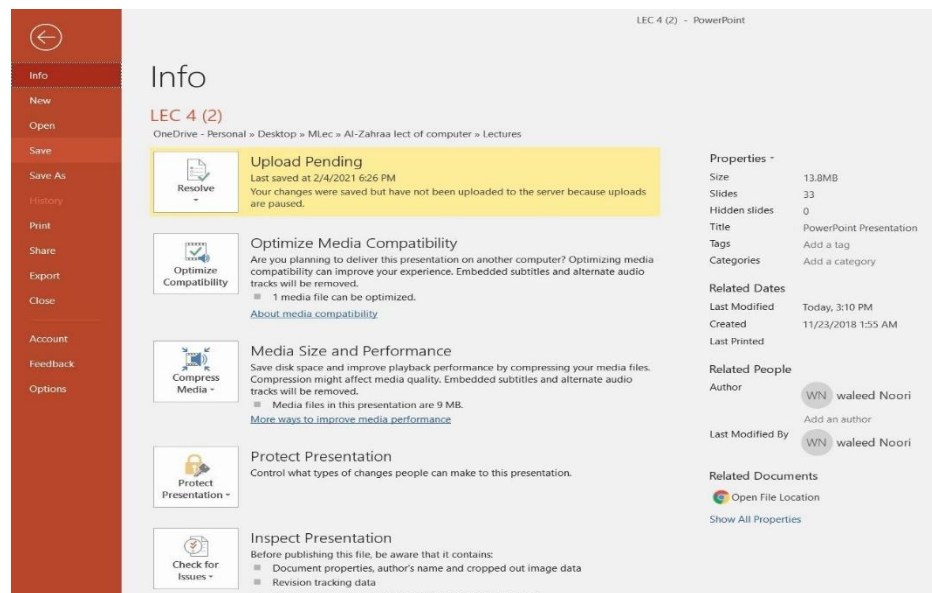 LEC 4 (2) - PowerPoint
Info
New
Open
Save
Save As
History
Print
Share
Export
Close
Account
Feedback
Options
Info
LEC 4 (2)
OneDrive - Personal » Desktop » MLec » Al-Zahraa lect of computer » Lectures
Resolve
Upload Pending
Last saved at 2/4/2021 6:26 PM
Your changes were saved but have not been uploaded to the server because uploads
are paused.
Optimize
Compatibility
Optimize Media Compatibility
Are you planning to deliver this presentation on another computer? Optimizing media
compatibility can improve your experience. Embedded subtitles and alternate audio
tracks will be removed.
1 media file can be optimized.
About media compatibility
Compress
Media
Media Size and Performance
Save disk space and improve playback performance by compressing your media files.
Compression might affect media quality. Embedded subtitles and alternate audio
tracks will be removed.
Media files in this presentation are 9 MB.
More ways to improve media performance
Protect
Presentation
Protect Presentation
Control what types of changes people can make to this presentation.
Check for
Issues
Inspect Presentation
Before publishing this file, be aware that it contains:
Document properties, author's name and cropped out image data
Revision tracking data
Properties
Size 13.8MB
Slides 33
Hidden slides 0
Title PowerPoint Presentation
Tags Add a tag
Categories Add a category
Related Dates
Last Modified Today, 3:10 PM
Created 11/23/2018 1:55 AM
Last Printed
Related People
Author WN waleed Noori
Add an author
Last Modified By WN waleed Noori
Related Documents
Open File Location
Show All Properties